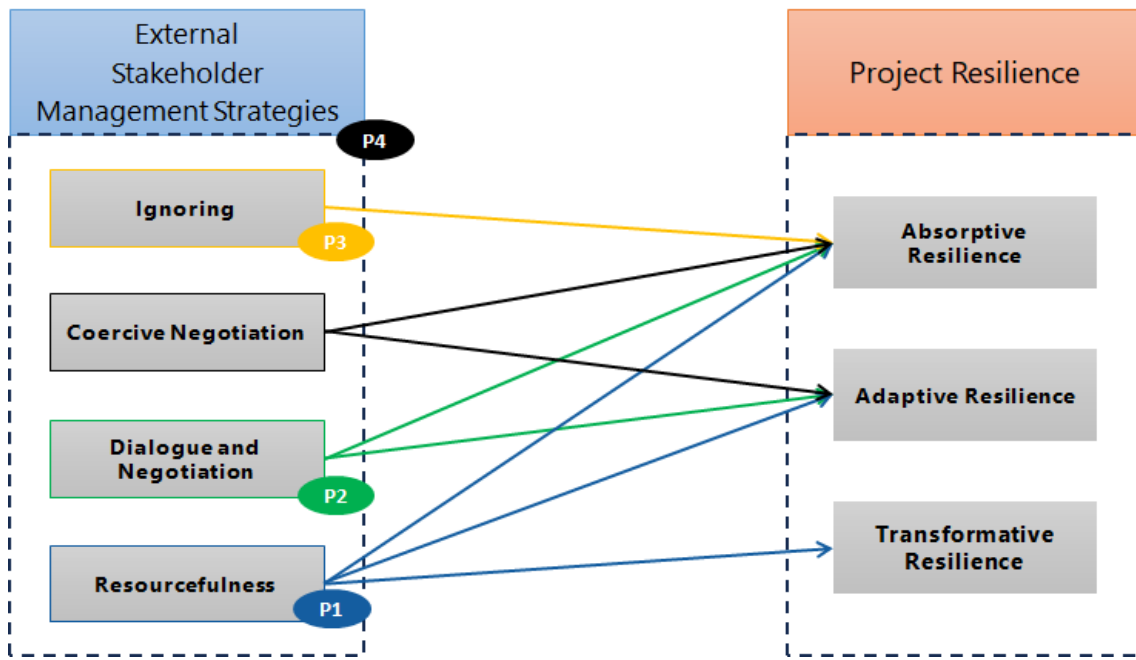 External
Stakeholder
Management Strategies
Project Resilience
P4
Ignoring
P3
Absorptive
Resilience
Coercive Negotiation
Adaptive Resilience
Dialogue and
Negotiation
P2
Transformative
Resilience
Resourcefulness
P1